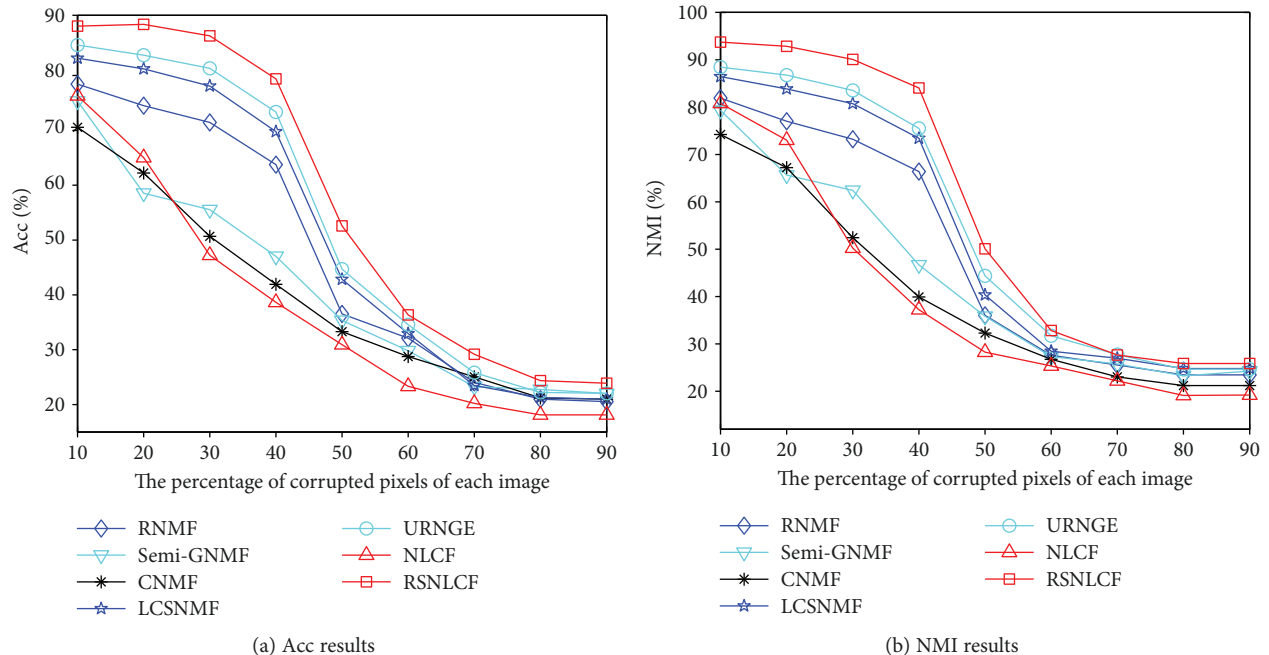 90
80
70
60
50
40
30
20
Acc (%)
10 20 30 40 50 60 70 80 90
The percentage of corrupted pixels of each image
RNMF
Semi-GNMF
CNMF
LCSNMF
URNGE
NLCF
RSNLCF
(a) Acc results
100
90
80
70
60
50
40
30
20
NMI (%)
10 20 30 40 50 60 70 80 90
The percentage of corrupted pixels of each image
RNMF
Semi-GNMF
CNMF
LCSNMF
URNGE
NLCF
RSNLCF
(b) NMI results